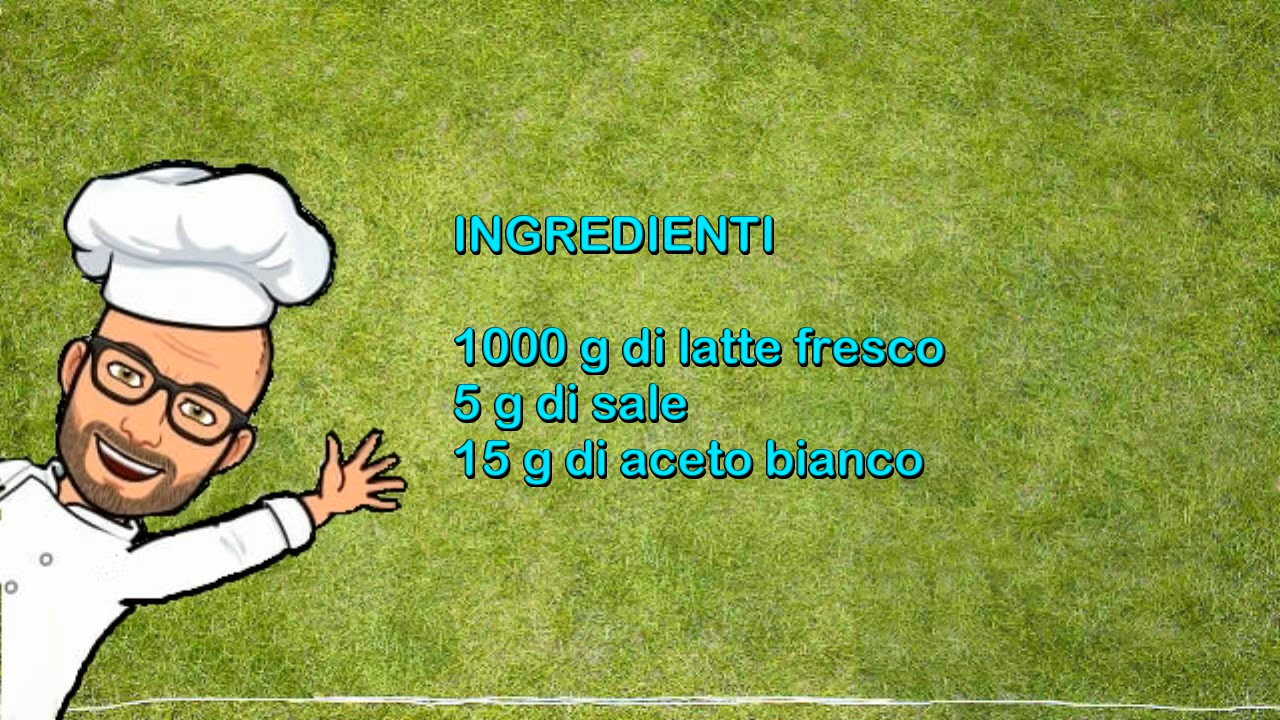 INGREDIENTI
1000 g di latte fresco
5 g di sale
15 g di aceto bianco